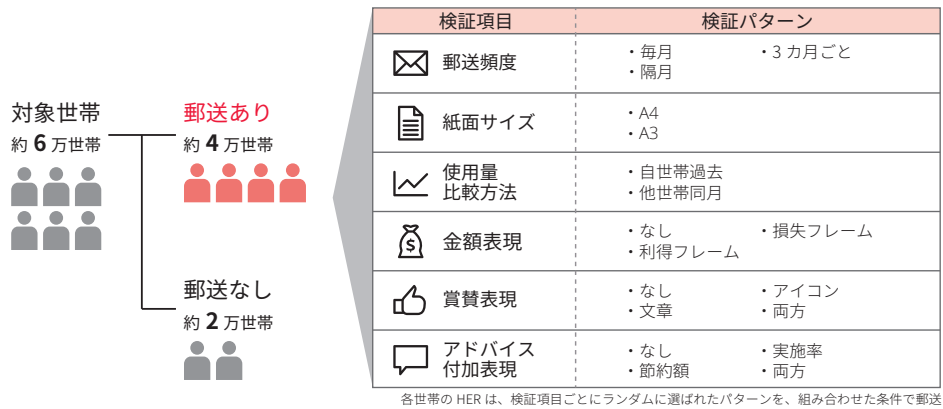 対象世帯
約 6 万世帯
郵送あり
約 4 万世帯
郵送なし
約 2 万世帯
検証項目 検証パターン
郵送頻度
・毎月 ・3 カ月ごと
・隔月
紙面サイズ
・A4
・A3
使用量
比較方法
・自世帯過去
・他世帯同月
金額表現
・なし ・損失フレーム
・利得フレーム
賞賛表現
・なし ・アイコン
・文章 ・両方
アドバイス
付加表現
・なし ・実施率
・節約額 ・両方
各世帯の HER は、検証項目ごとにランダムに選ばれたパターンを、組み合わせた条件で郵送